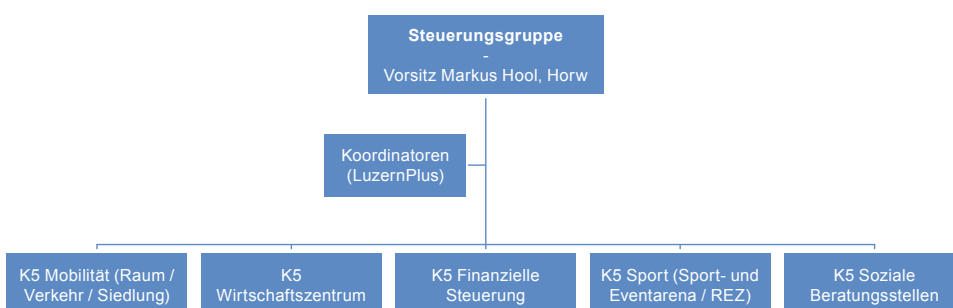 Steuerungsgruppe
-
Vorsitz Markus Hool, Horw
Koordinatoren
(LuzernPlus)
K5 Mobilität (Raum /
Verkehr / Siedlung)
K5
Wirtschaftszentrum
K5 Finanzielle
Steuerung
K5 Sport (Sport- und
Eventarena / REZ)
K5 Soziale
Beratungsstellen